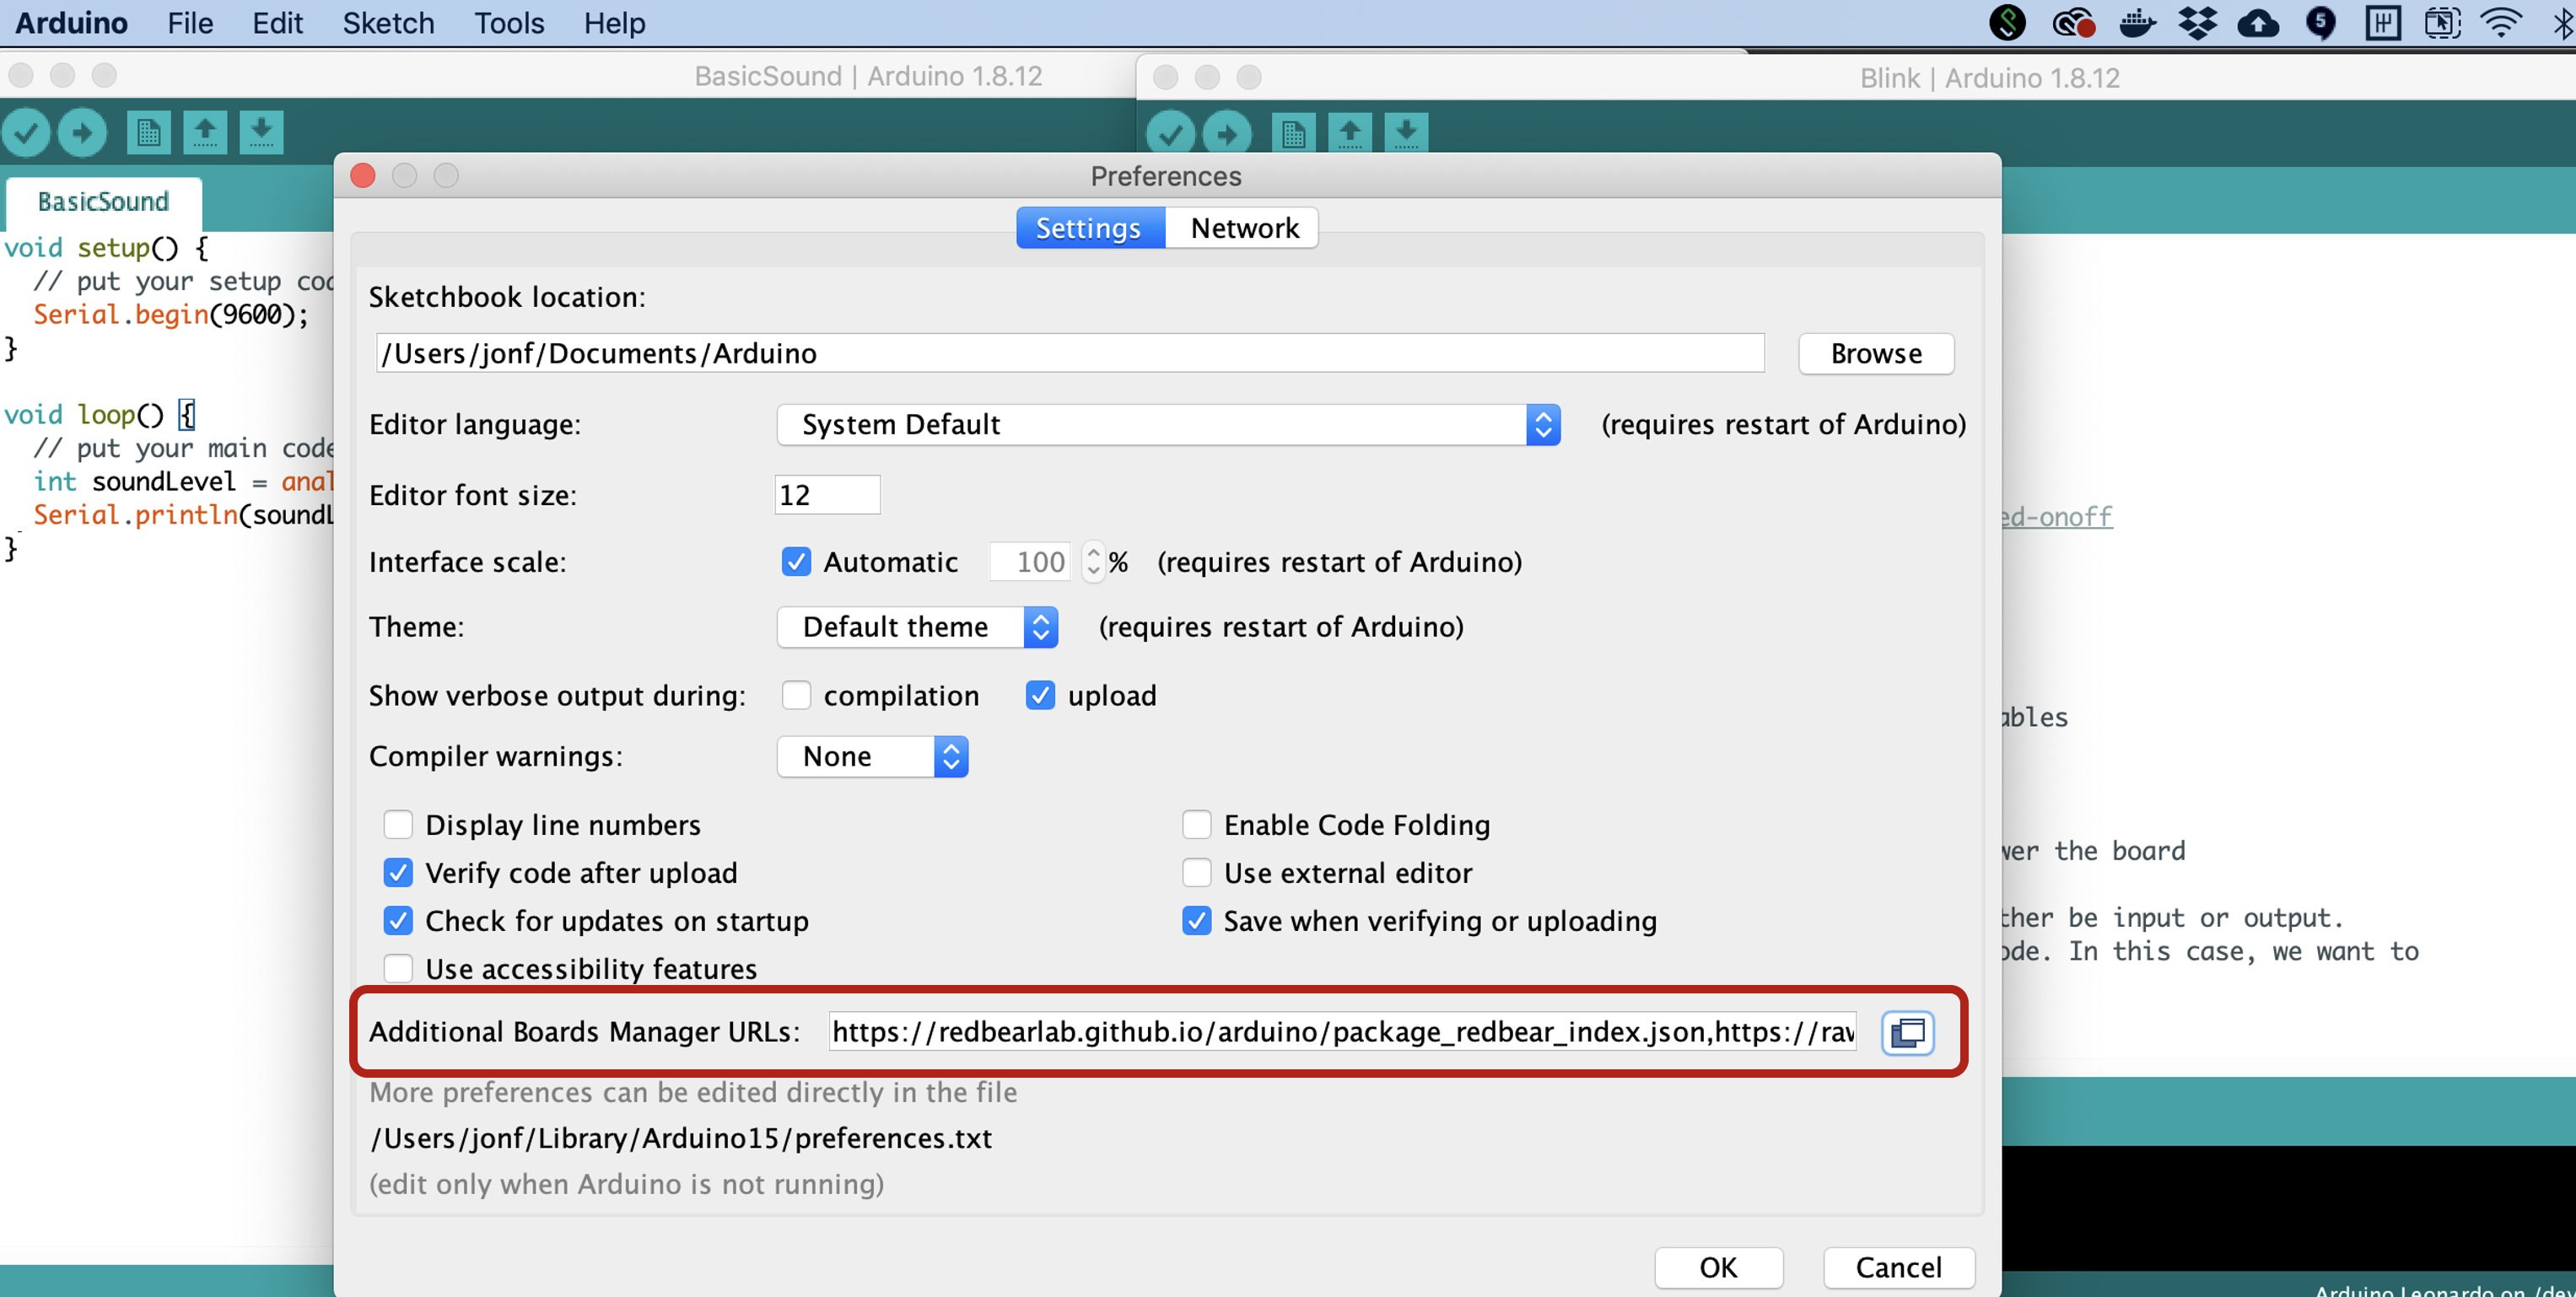 Arduino File Edit Sketch Tools Help
5
BasicSound | Arduino 1.8.12
Blink | Arduino 1.8.12
BasicSound
void setup() {
// put your setup
Serial.begin(9600);
}
void loop() {
// put your main code
int soundLevel =
Serial.println(
}
Preferences
Settings Network
Sketchbook location:
/Users/jonf/Documents/Arduino
Browse
Editor language: System Default (requires restart of Arduino)
Editor font size: 12
Interface scale: Automatic 100 % (requires restart of Arduino)
Theme: Default theme (requires restart of Arduino)
Show verbose output during: compilation upload
Compiler warnings: None
Display line numbers
Enable Code Folding
Verify code after upload
Use external editor
Check for updates on startup
Save when verifying or uploading
Use accessibility features
Additional Boards Manager URLs: https://redbearlab.github.io/arduino/package_redbear_index.json,https://
More preferences can be edited directly in the file
/Users/jonf/Library/Arduino15/preferences.txt
(edit only when Arduino is not running)
OK Cancel
ed-onoff
ables
the board
be input or output.
In this case, we want to
Arduino Leonardo on